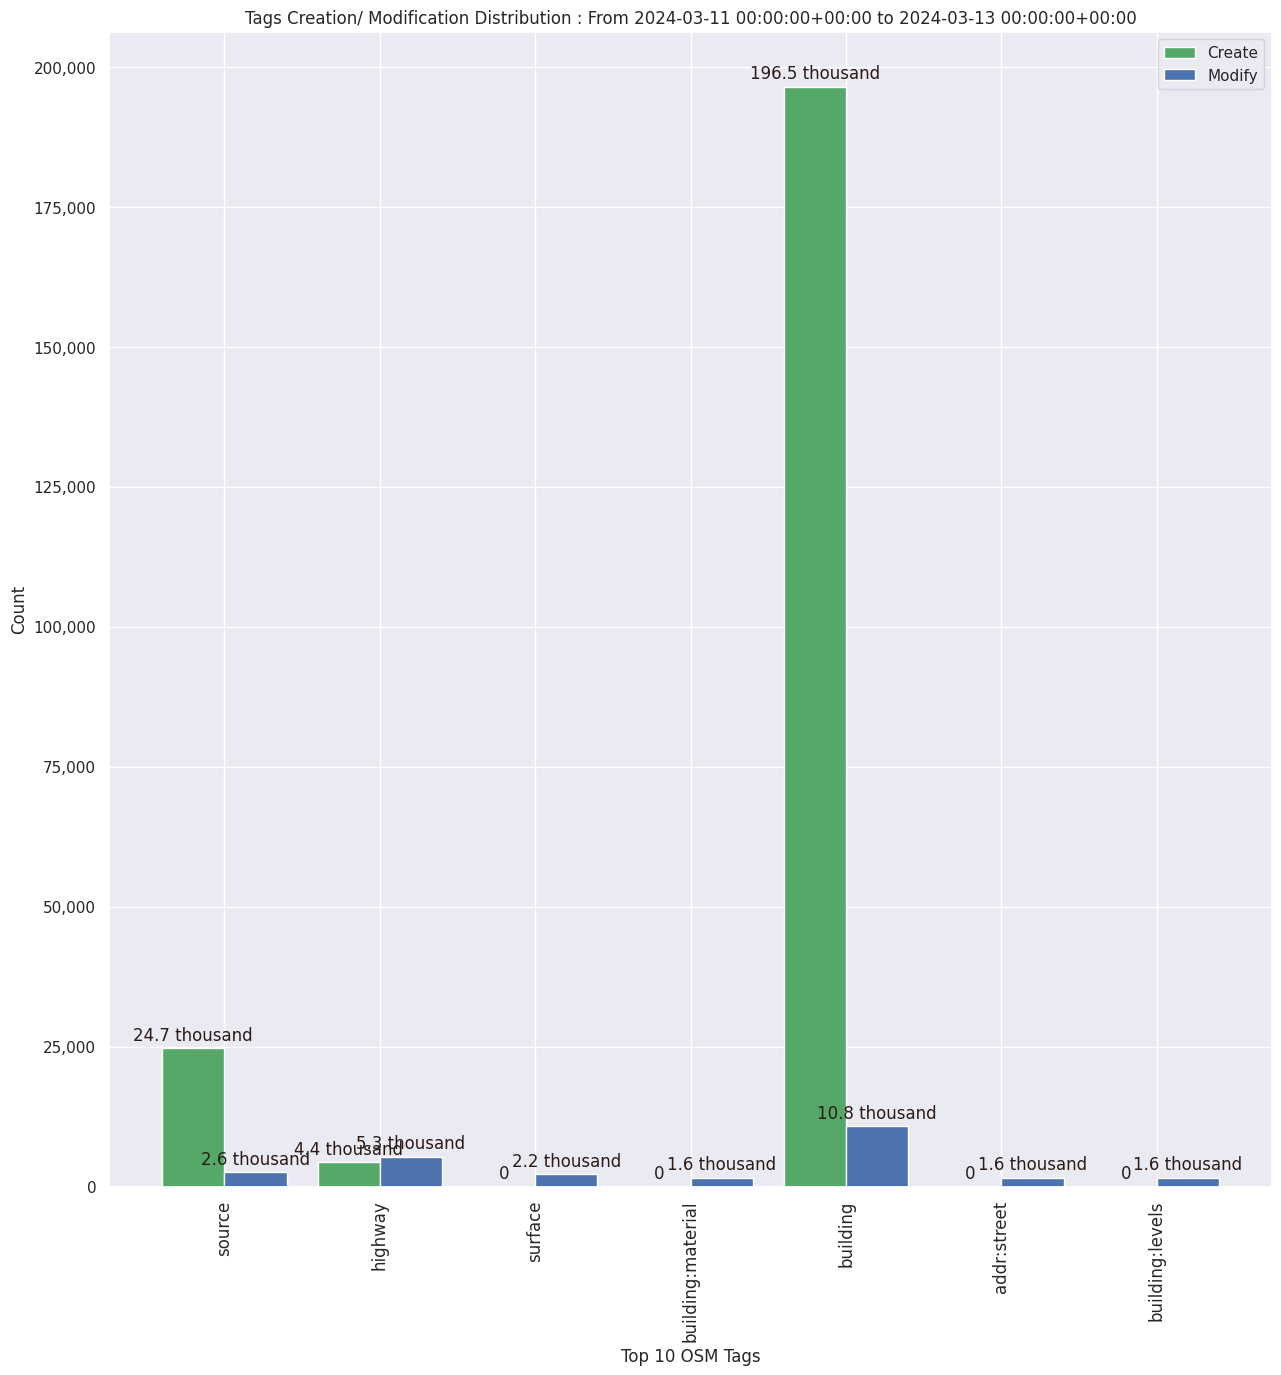 Tags Creation/ Modification Distribution : From 2024-03-11 00:00:00+00:00 to 2024-03-13 00:00:00+00:00
Create
Modify
200,000
175,000
150,000
125,000
100,000
75,000
50,000
25,000
0
Count
196.5 thousand
24.7 thousand
2.6 thousand
4.4 thousand
5.3 thousand
0
2.2 thousand
0
1.6 thousand
10.8 thousand
0
1.6 thousand
0
1.6 thousand
source
highway
surface
building:material
building
addr:street
building:levels
Top 10 OSM Tags